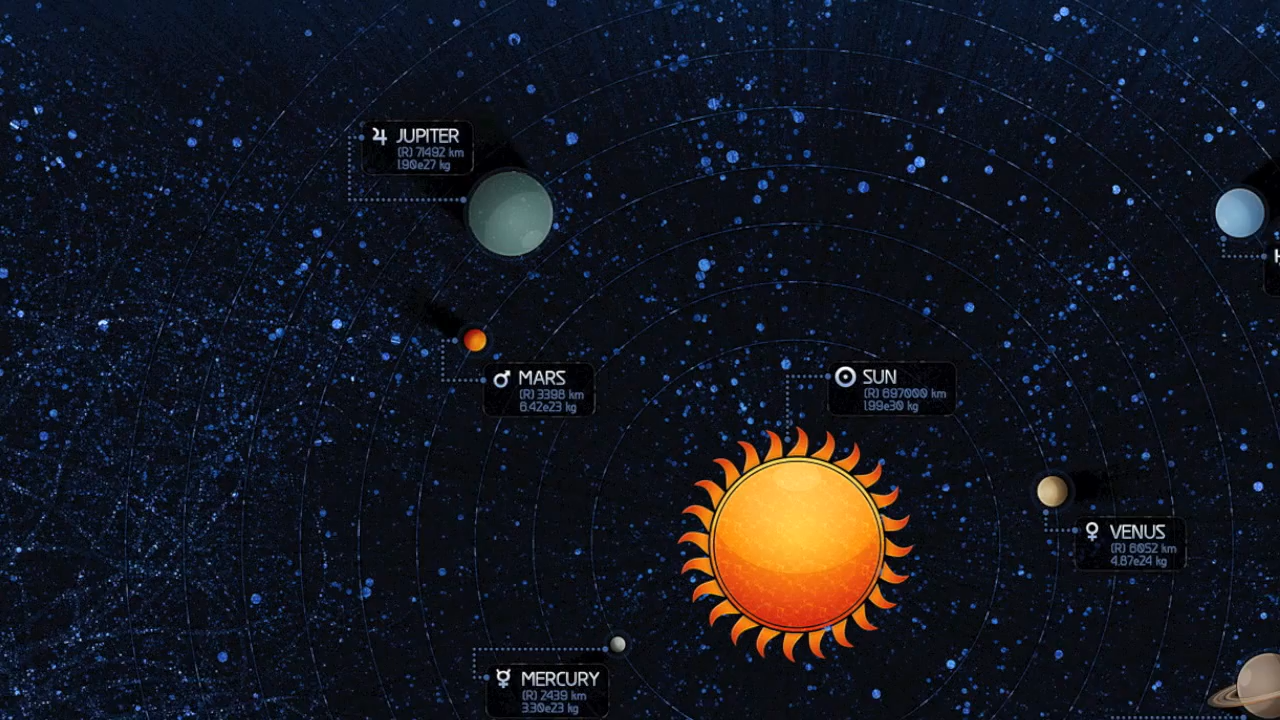 ♃ JUPITER
(R) 71492 km
1.90e27 kg
♂ MARS
(R) 3398 km
6.42e23 kg
☉ SUN
(R) 697000 km
1.99e30 kg
♀ VENUS
(R) 6052 km
4.87e24 kg
☿ MERCURY
(R) 2439 km
3.30e23 kg